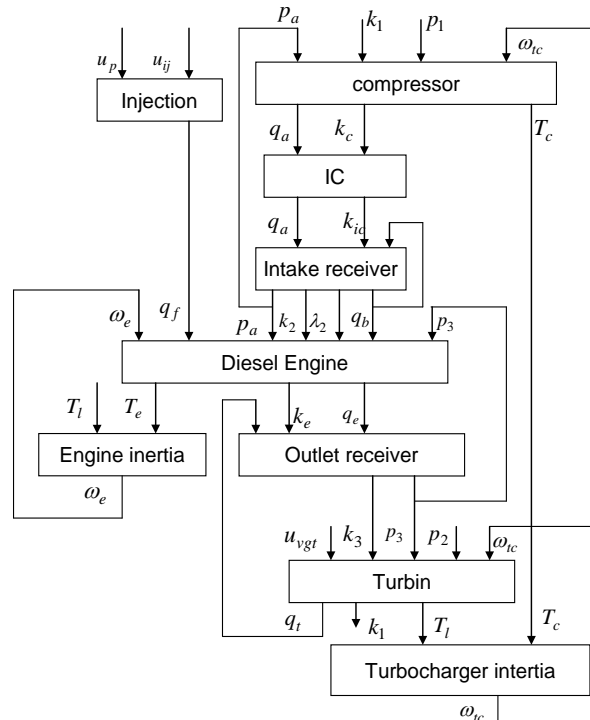 p_a k_1 p_1 ω_tc
u_p u_ij
compressor
Injection
q_a k_c T_c
IC
q_a k_ic
Intake receiver
ω_e q_f p_a k_2 λ_2 q_b p_3
Diesel Engine
T_l T_e k_e q_e
Engine inertia
Outlet receiver
ω_e
u_vgt k_3 p_3 p_2 ω_tc
Turbin
q_t k_1 T_l T_c
Turbocharger intertia
ω_tc